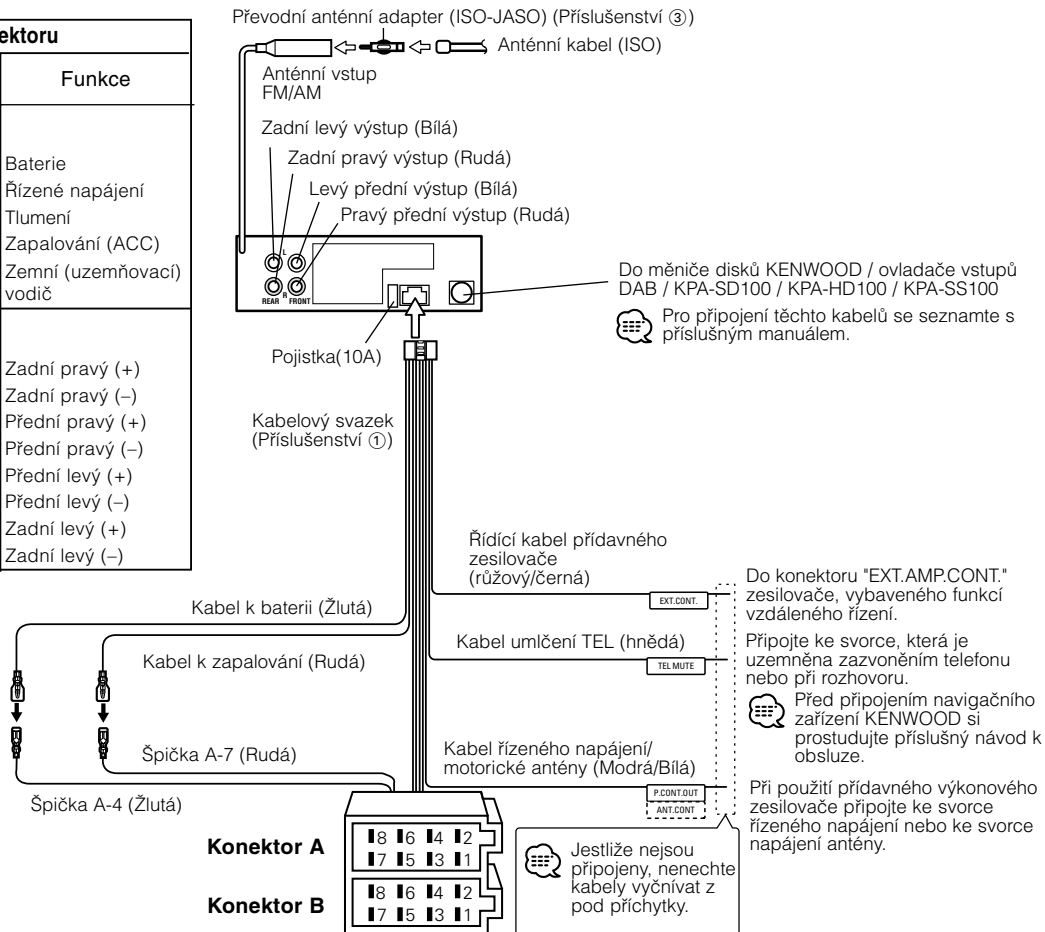 ektoru
Funkce
Baterie
Řízené napájení
Tlumení
Zapalování (ACC)
Zemní (uzemňovací)
vodič
Zadní pravý (+)
Zadní pravý (–)
Přední pravý (+)
Přední pravý (–)
Přední levý (+)
Přední levý (–)
Zadní levý (+)
Zadní levý (–)
Převodní anténní adapter (ISO-JASO) (Příslušenství ③)
Anténní kabel (ISO)
Anténní vstup
FM/AM
Zadní levý výstup (Bílá)
Zadní pravý výstup (Rudá)
Levý přední výstup (Bílá)
Pravý přední výstup (Rudá)
L
R
REAR FRONT
Do měniče disků KENWOOD / ovladače vstupů
DAB / KPA-SD100 / KPA-HD100 / KPA-SS100
Pro připojení těchto kabelů se seznamte s
příslušným manuálem.
Pojistka(10A)
Kabelový svazek
(Příslušenství ①)
Řídící kabel přídavného
zesilovače
(růžový/černá)
EXT.CONT.
Do konektoru "EXT.AMP.CONT."
zesilovače, vybaveného funkcí
vzdáleného řízení.
Kabel k baterii (Žlutá)
Kabel umlčení TEL (hnědá)
TEL MUTE
Připojte ke svorce, která je
uzemněna zazvoněním telefonu
nebo při rozhovoru.
Kabel k zapalování (Rudá)
Před připojením navigačního
zařízení KENWOOD si
prostudujte příslušný návod k
obsluze.
Špička A-7 (Rudá)
Kabel řízeného napájení/
motorické antény (Modrá/Bílá)
P.CONT.OUT
ANT.CONT
Při použití přídavného výkonového
zesilovače připojte ke svorce
řízeného napájení nebo ke svorce
napájení antény.
Špička A-4 (Žlutá)
Konektor A
8 6 4 2
7 5 3 1
Konektor B
8 6 4 2
7 5 3 1
Jestliže nejsou
připojeny, nenechte
kabely vyčnívat z
pod příchytky.